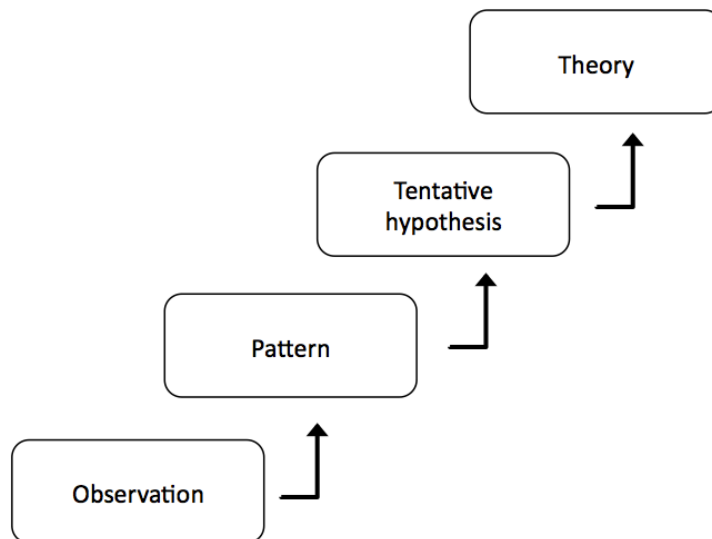 Theory
Tentative
hypothesis
Pattern
Observation